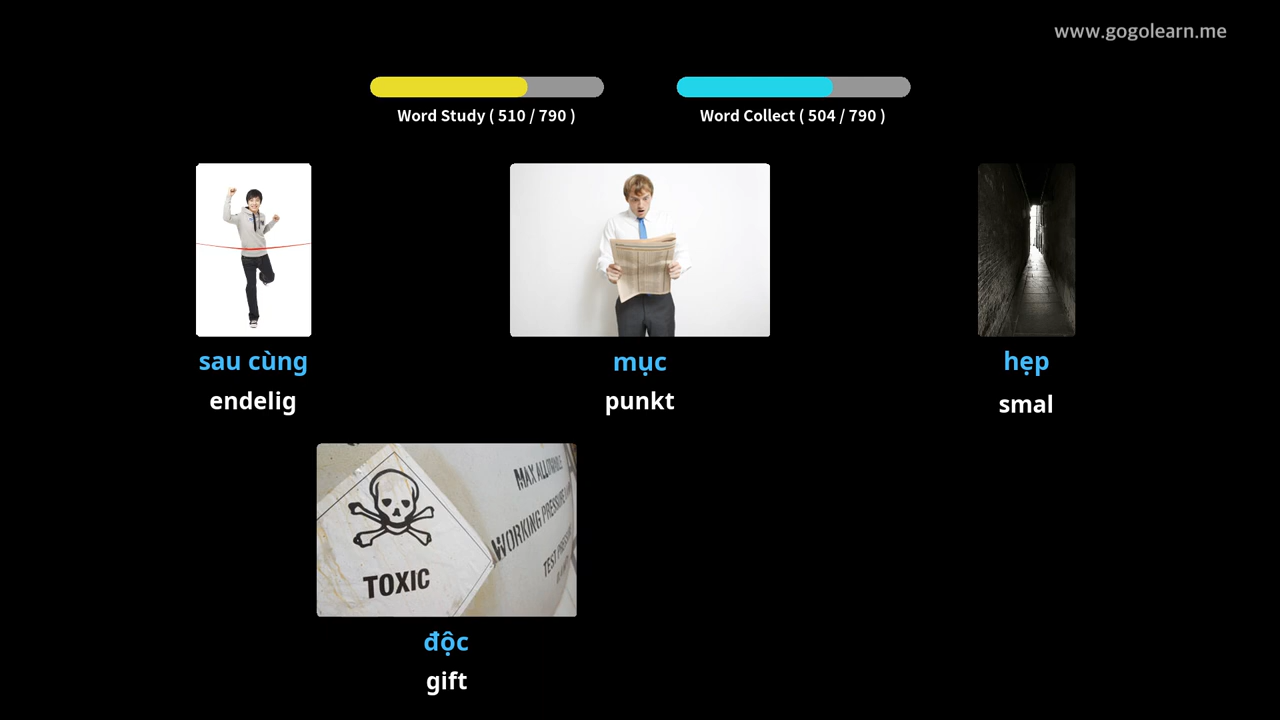 www.gogolearn.me
Word Study ( 510 / 790 )
Word Collect ( 504 / 790 )
sau cùng
endelig
mục
punkt
hẹp
smal
TOXIC
MAX ALLOWABLE
WORKING PRESSURE
độc
gift